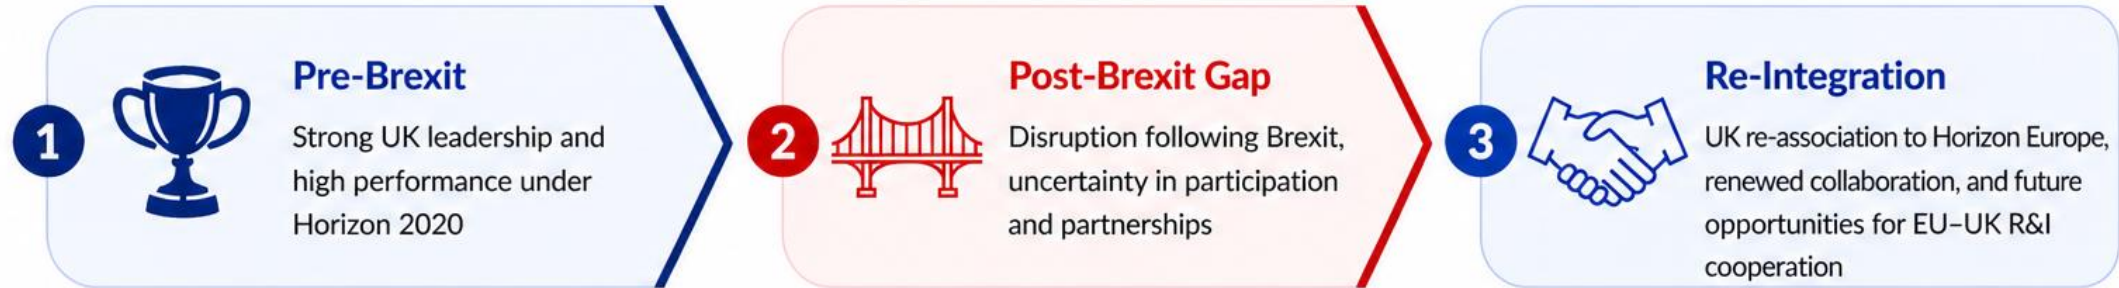 1
Pre-Brexit
Strong UK leadership and
high performance under
Horizon 2020
2
Post-Brexit Gap
Disruption following Brexit,
uncertainty in participation
and partnerships
3
Re-Integration
UK re-association to Horizon Europe,
renewed collaboration, and future
opportunities for EU–UK R&I
cooperation